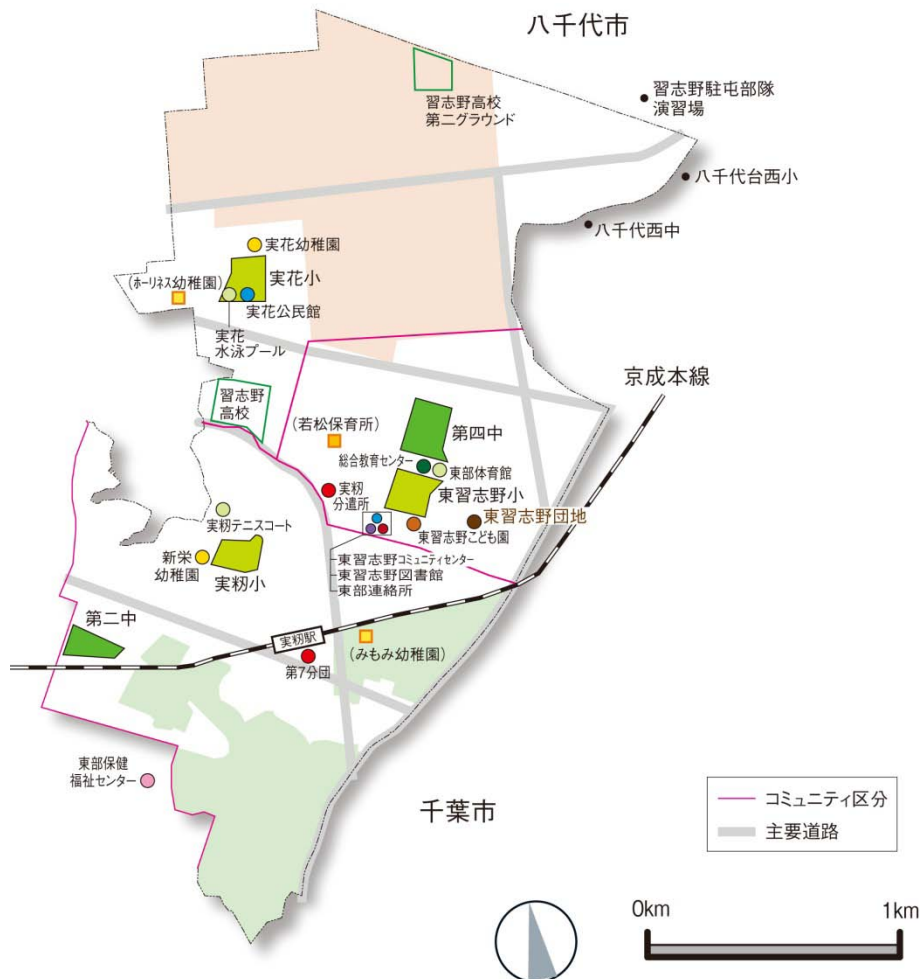 八千代市
習志野駐屯部隊
演習場
習志野高校
第二グラウンド
八千代台西小
八千代西中
実花幼稚園
実花小
(ホーリネス幼稚園)
実花公民館
実花
水泳プール
京成本線
習志野
高校
(若松保育所)
第四中
総合教育センター
東部体育館
実籾
分遣所
東習志野小
東習志野団地
東習志野こども園
実籾テニスコート
東習志野コミュニティセンター
東習志野図書館
東部連絡所
新栄
幼稚園
実籾小
第二中
実籾駅
(みもみ幼稚園)
第7分団
東部保健
福祉センター
千葉市
コミュニティ区分
主要道路
0km
1km